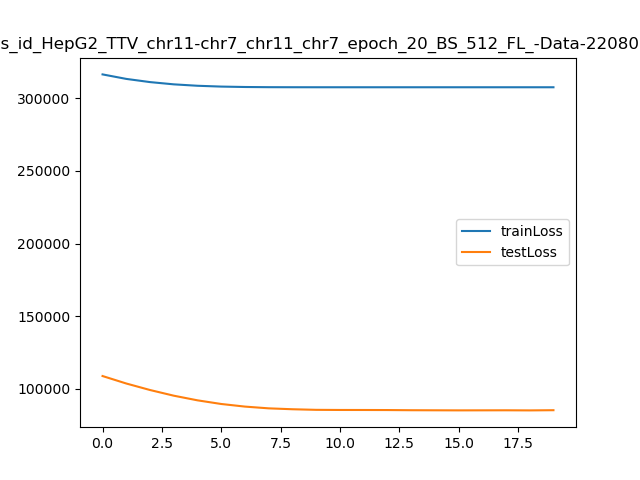 s_id_HepG2_TTV_chr11-chr7_chr11_chr7_epoch_20_BS_512_FL_-Data-22080
300000
250000
200000
150000
100000
trainLoss
testLoss
0.0 2.5 5.0 7.5 10.0 12.5 15.0 17.5